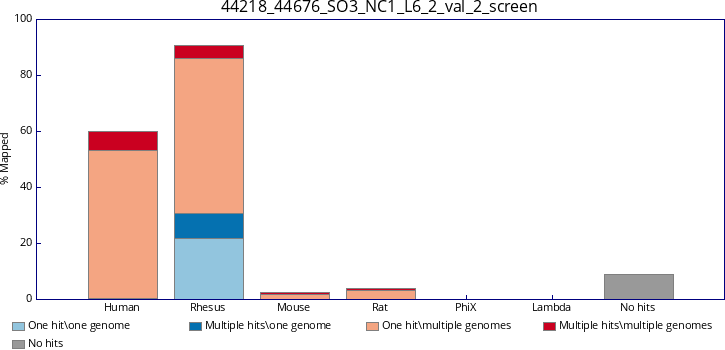 44218_44676_SO3_NC1_L6_2_val_2_screen
100
80
60
40
20
0
% Mapped
Human Rhesus Mouse Rat PhiX Lambda No hits
One hit\one genome Multiple hits\one genome One hit\multiple genomes Multiple hits\multiple genomes
No hits